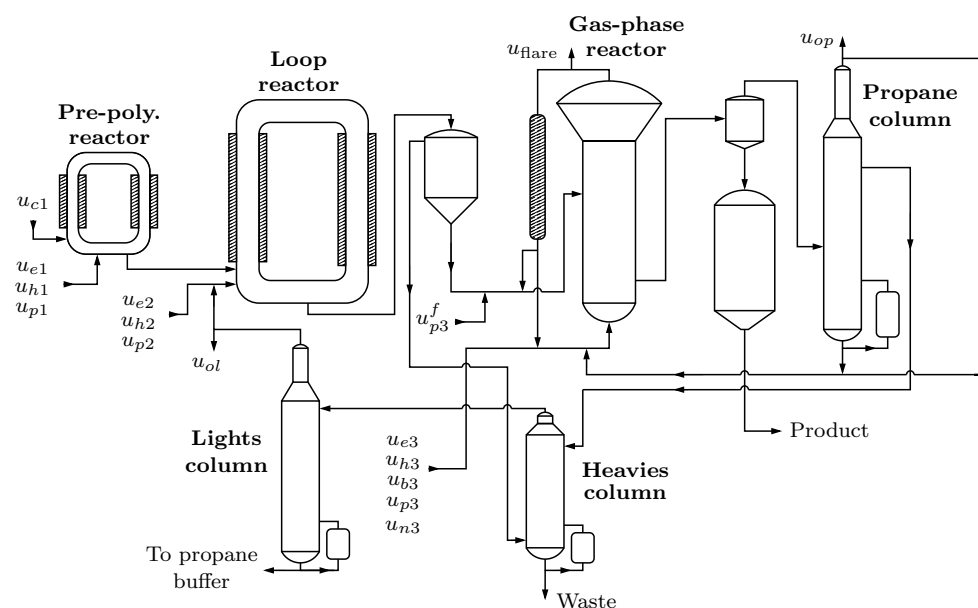 Gas-phase
reactor
u_flare
u_op
Loop
reactor
Pre-poly.
reactor
Propane
column
u_c1
u_e1
u_h1
u_p1
u_e2
u_h2
u_p2
u_p3^f
u_ol
Product
Lights
column
u_e3
u_h3
u_b3
u_p3
u_n3
Heavies
column
To propane
buffer
Waste